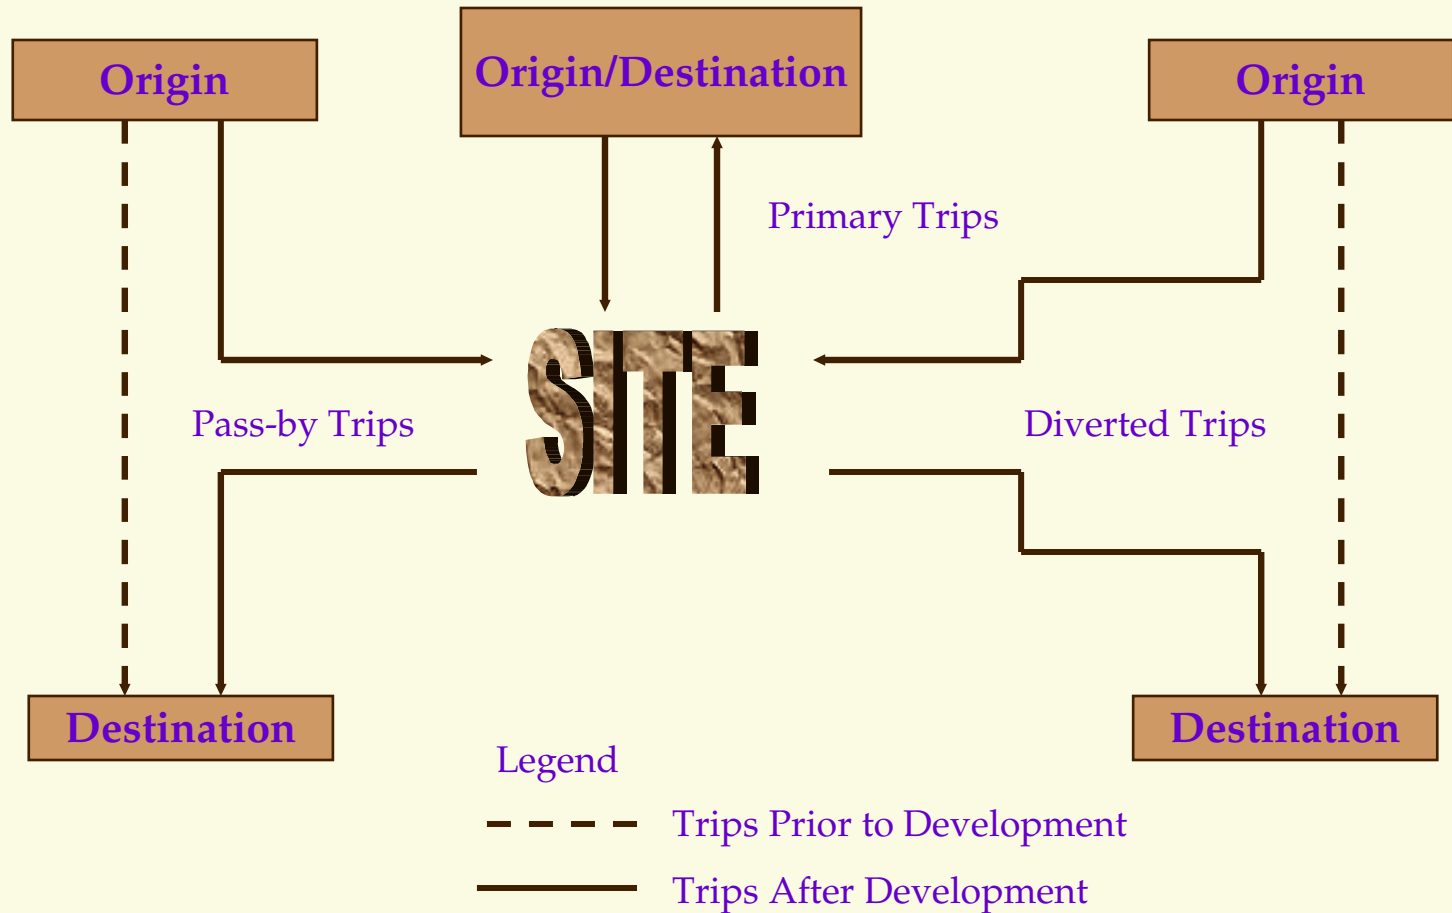 Origin
Origin/Destination
Origin
Primary Trips
SITE
Pass-by Trips
Diverted Trips
Destination
Destination
Legend
Trips Prior to Development
Trips After Development